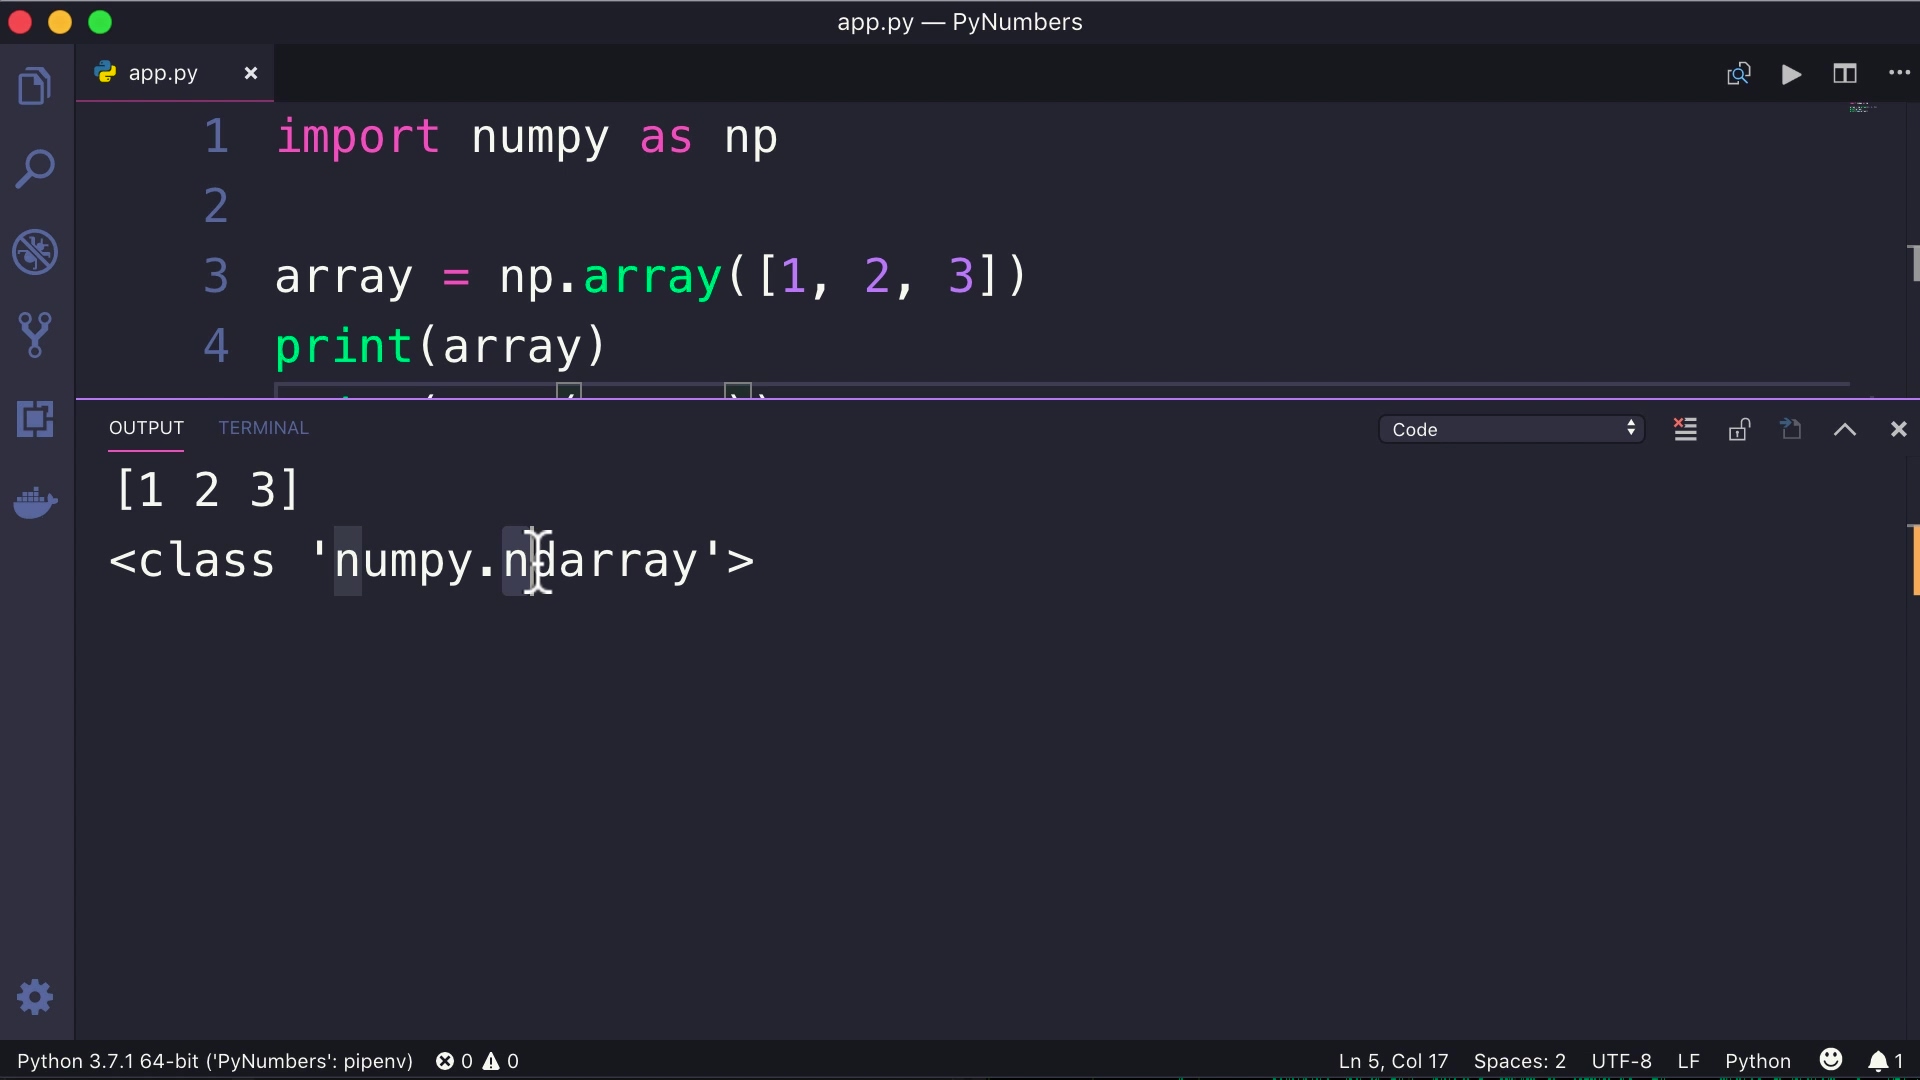 app.py — PyNumbers
app.py
1 import numpy as np
2
3 array = np.array([1, 2, 3])
4 print(array)
OUTPUT TERMINAL Code
[1 2 3]
<class 'numpy.ndarray'>
Python 3.7.1 64-bit ('PyNumbers': pipenv) 0 0 Ln 5, Col 17 Spaces: 2 UTF-8 LF Python 1